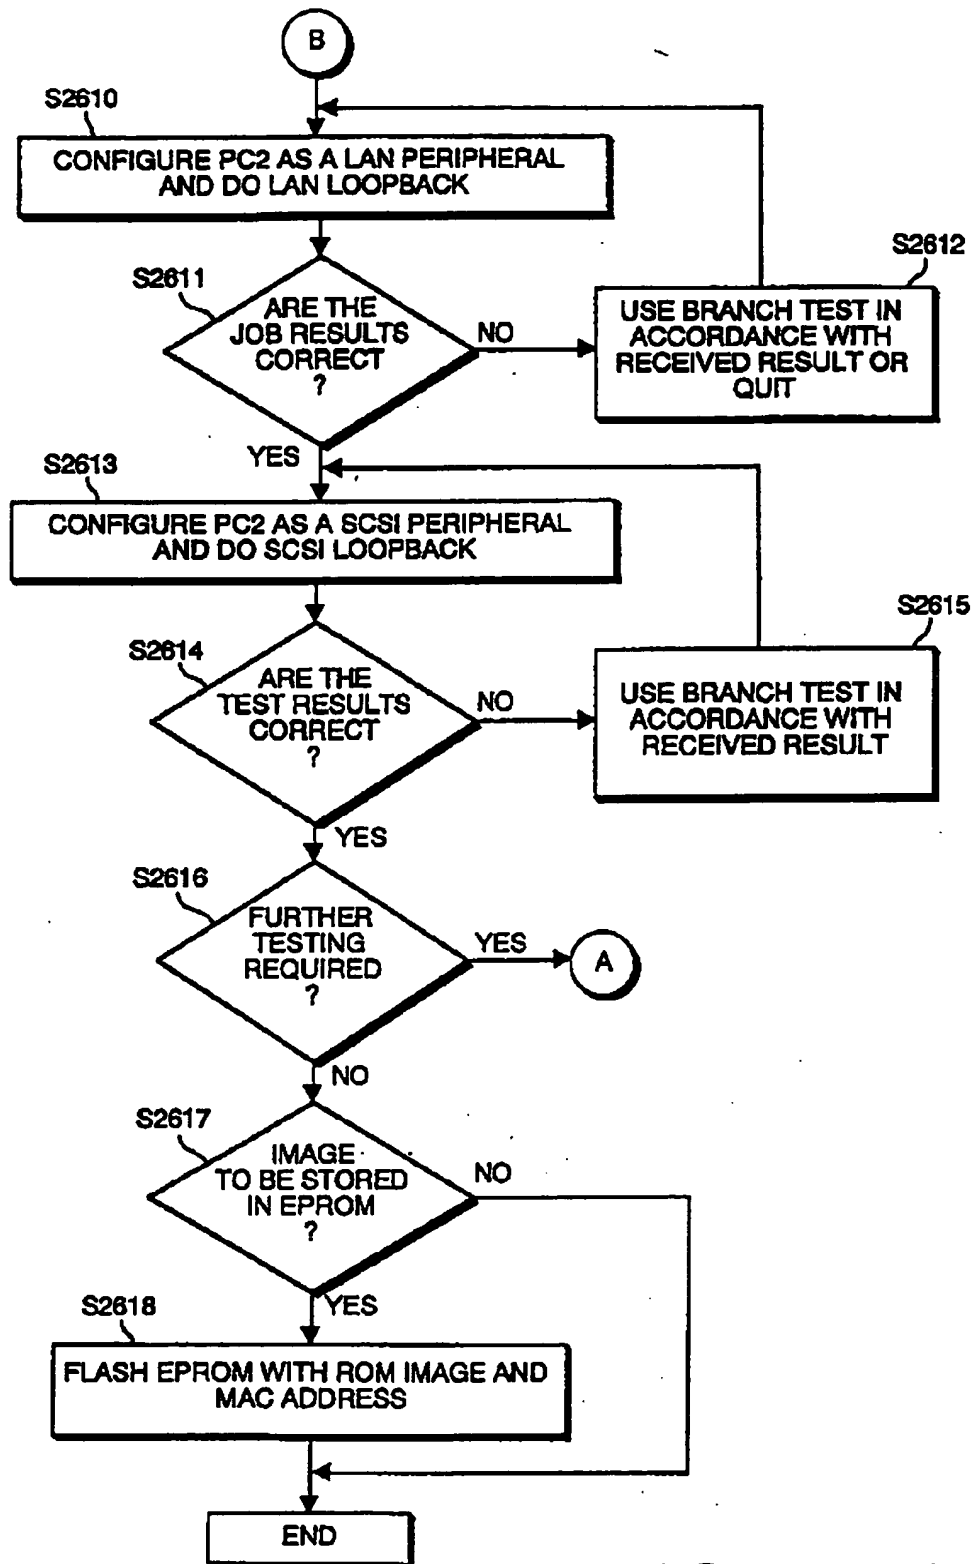 B
S2610
CONFIGURE PC2 AS A LAN PERIPHERAL
AND DO LAN LOOPBACK
S2611
ARE THE
JOB RESULTS
CORRECT
?
NO
S2612
USE BRANCH TEST IN
ACCORDANCE WITH
RECEIVED RESULT OR
QUIT
YES
S2613
CONFIGURE PC2 AS A SCSI PERIPHERAL
AND DO SCSI LOOPBACK
S2614
ARE THE
TEST RESULTS
CORRECT
?
NO
S2615
USE BRANCH TEST IN
ACCORDANCE WITH
RECEIVED RESULT
YES
S2616
FURTHER
TESTING
REQUIRED
?
YES
A
NO
S2617
IMAGE
TO BE STORED
IN EPROM
?
NO
YES
S2618
FLASH EPROM WITH ROM IMAGE AND
MAC ADDRESS
END